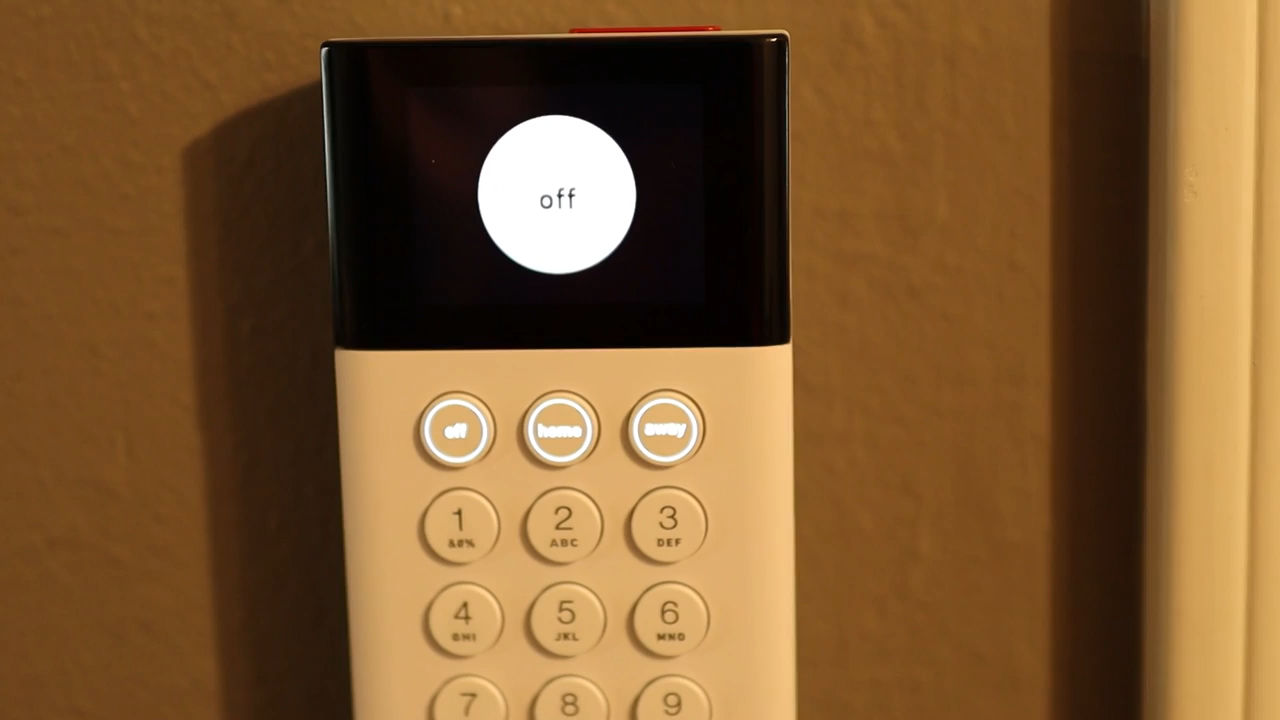 off
off home away
1 2 3
&@% ABC DEF
4 5 6
GHI JKL MNO
7 8 9